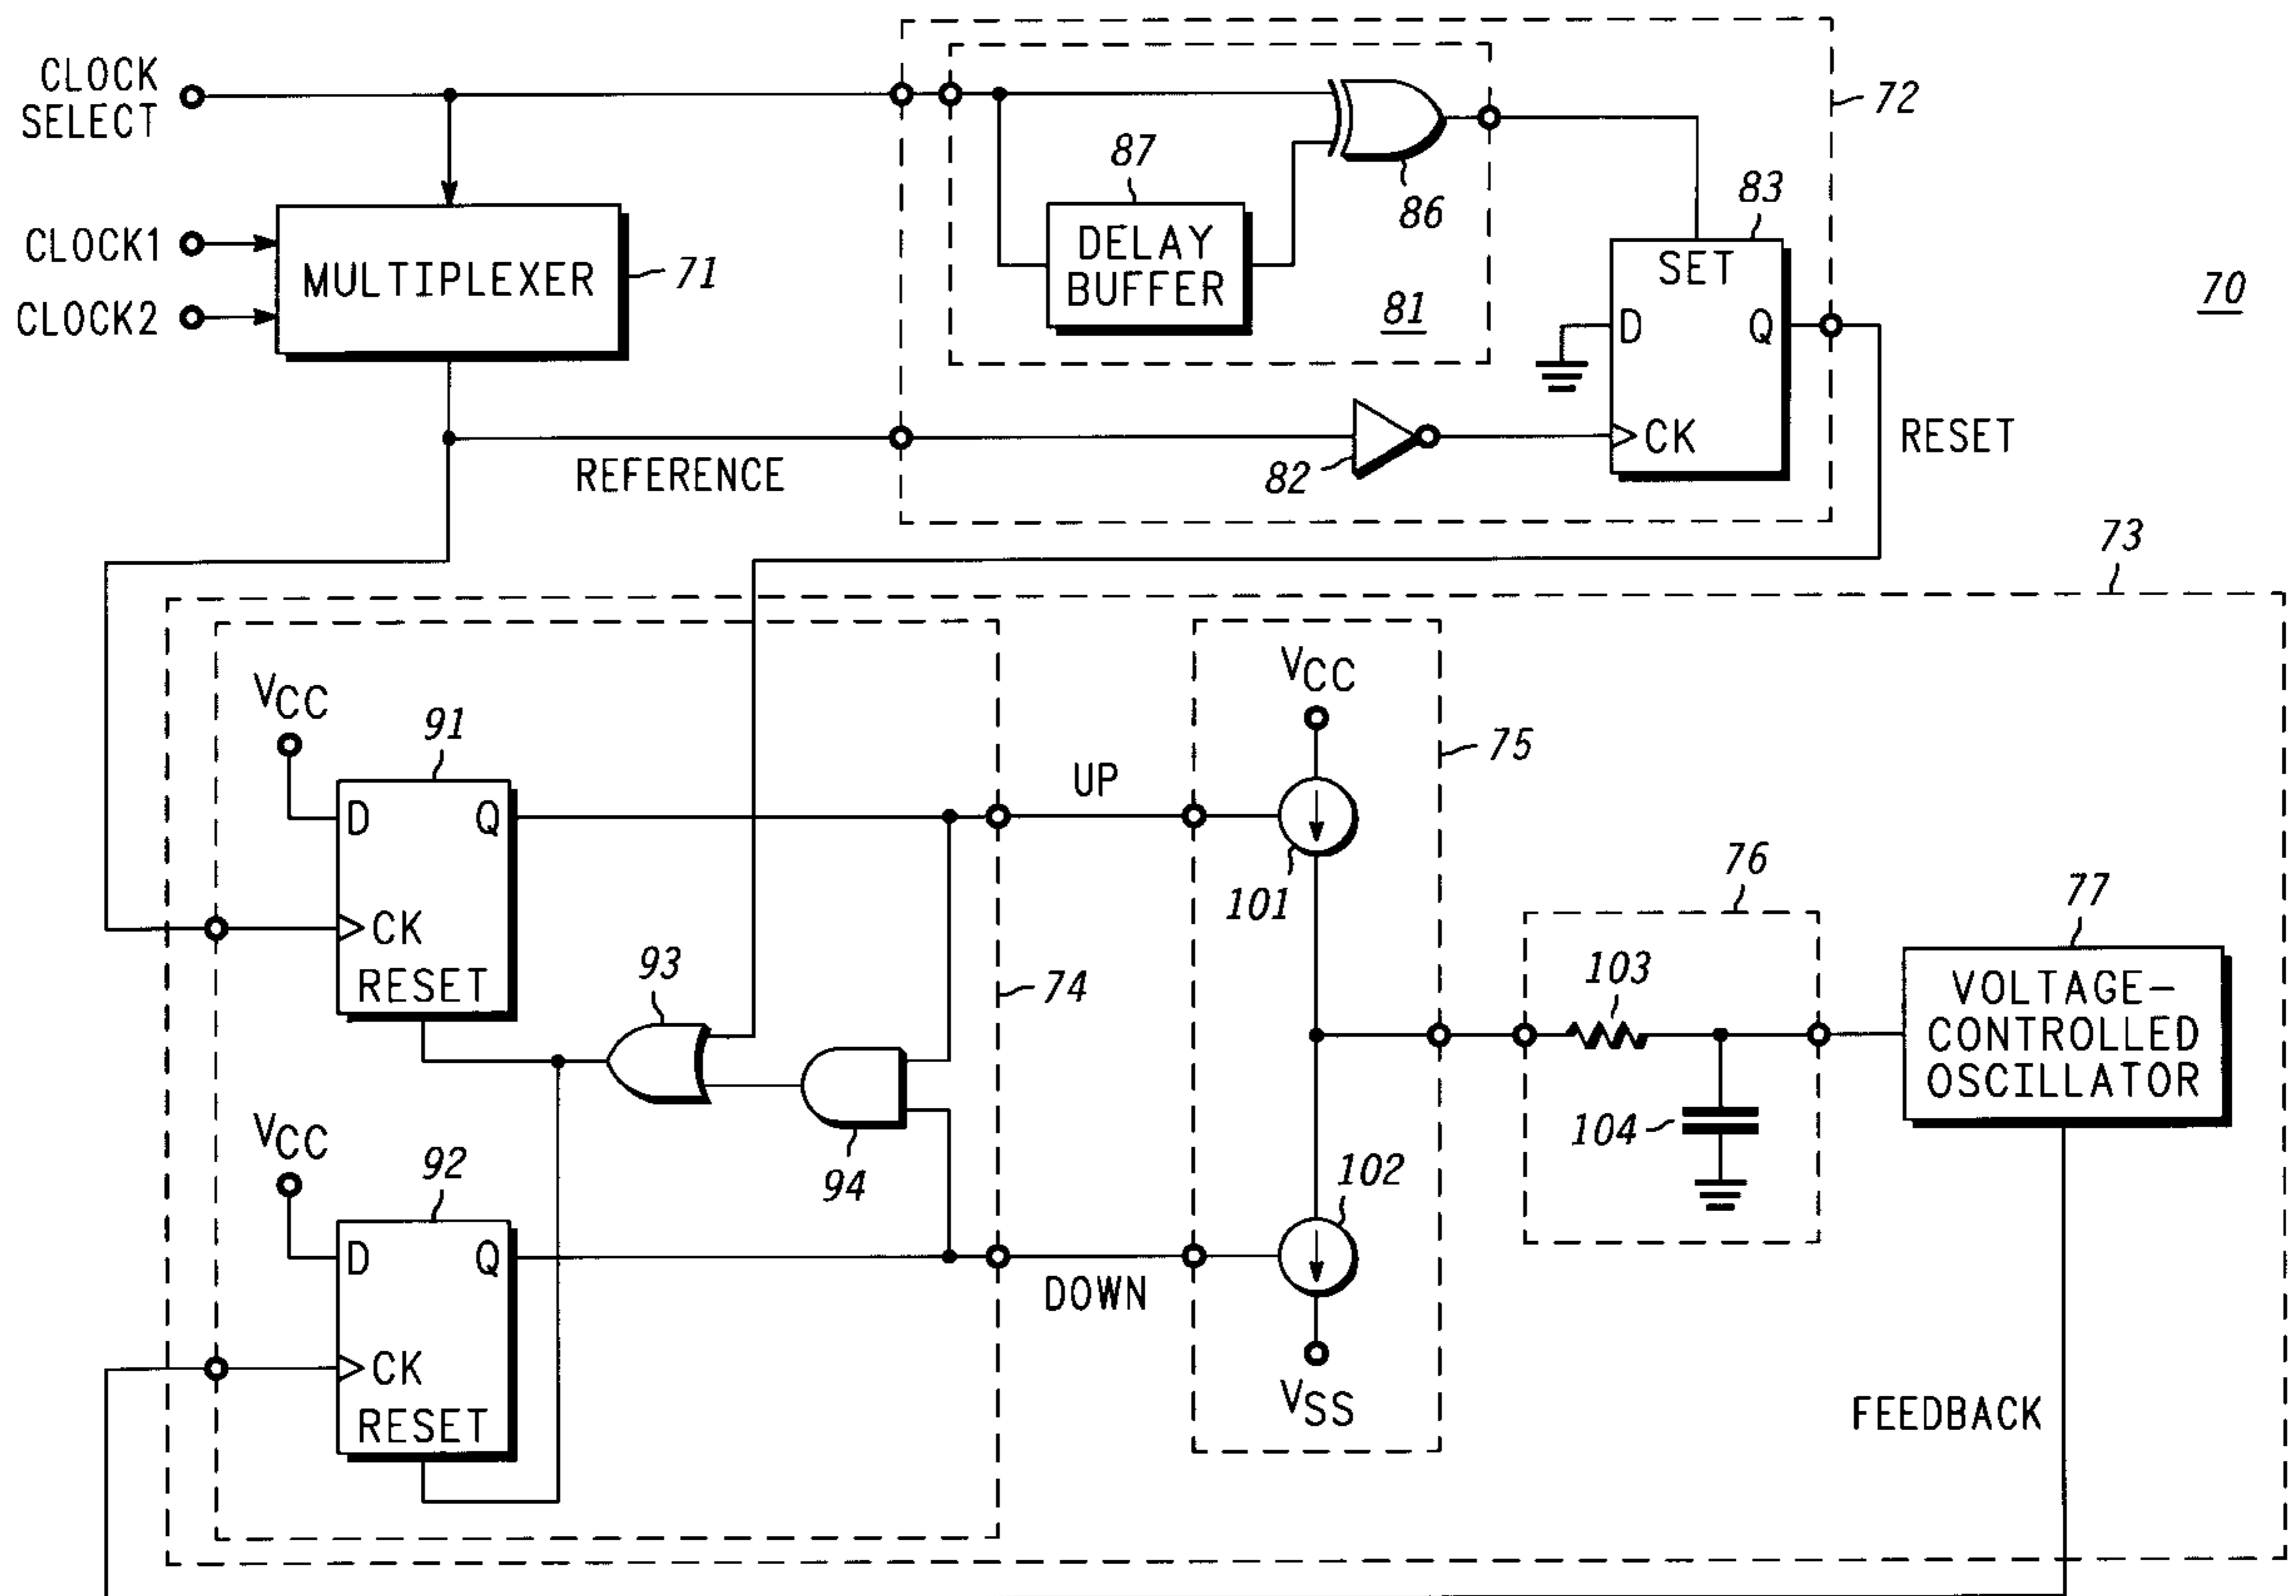 CLOCK
SELECT
CLOCK1
CLOCK2
MULTIPLEXER
71
REFERENCE
87
DELAY
BUFFER
86
81
72
83
SET
D
Q
CK
82
RESET
70
73
VCC
91
D
Q
CK
RESET
93
94
74
VCC
92
D
Q
CK
RESET
UP
DOWN
VCC
75
101
102
VSS
76
103
104
77
VOLTAGE-
CONTROLLED
OSCILLATOR
FEEDBACK